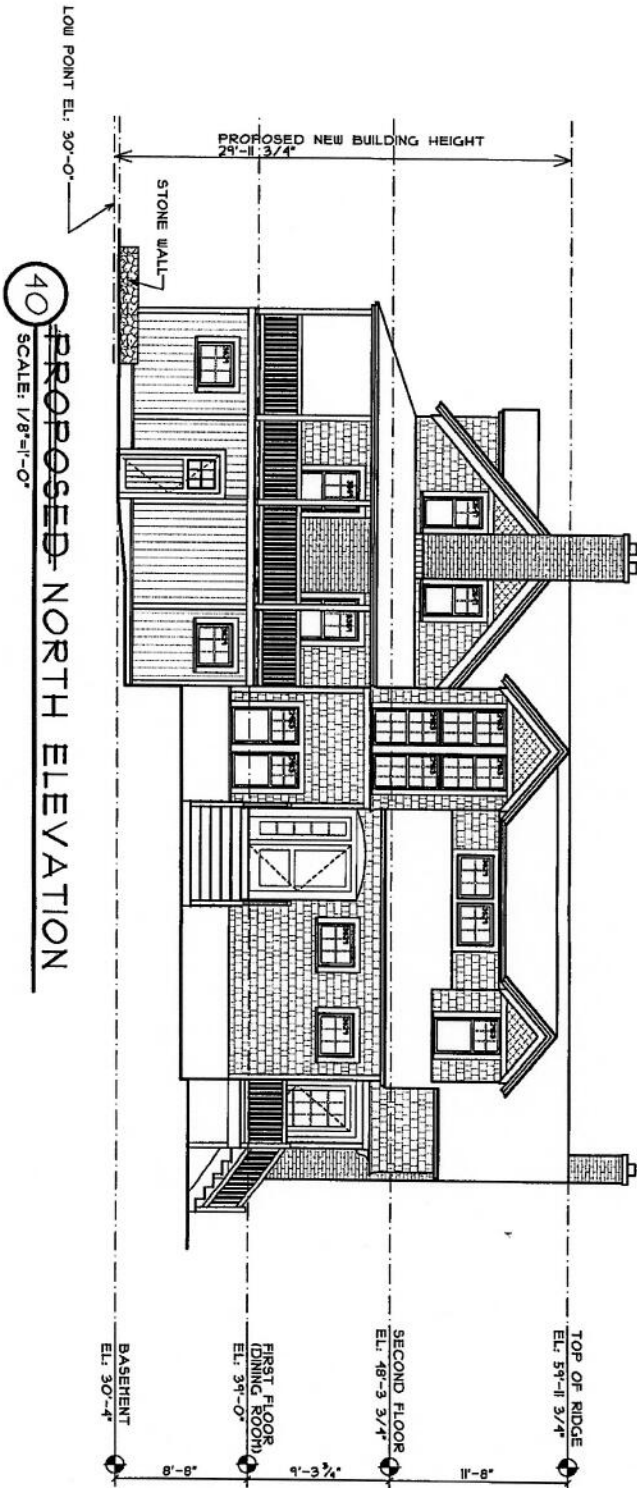 PROPOSED NEW BUILDING HEIGHT
29'-11 3/4"
LOW POINT EL: 30'-0"
STONE WALL
TOP OF RIDGE
EL: 59'-11 3/4"
SECOND FLOOR
EL: 48'-3 3/4"
FIRST FLOOR
(DINING ROOM)
EL: 39'-0"
BASEMENT
EL: 30'-4"
11'-8"
9'-3 3/4"
8'-8"
40
PROPOSED NORTH ELEVATION
SCALE: 1/8"=1'-0"